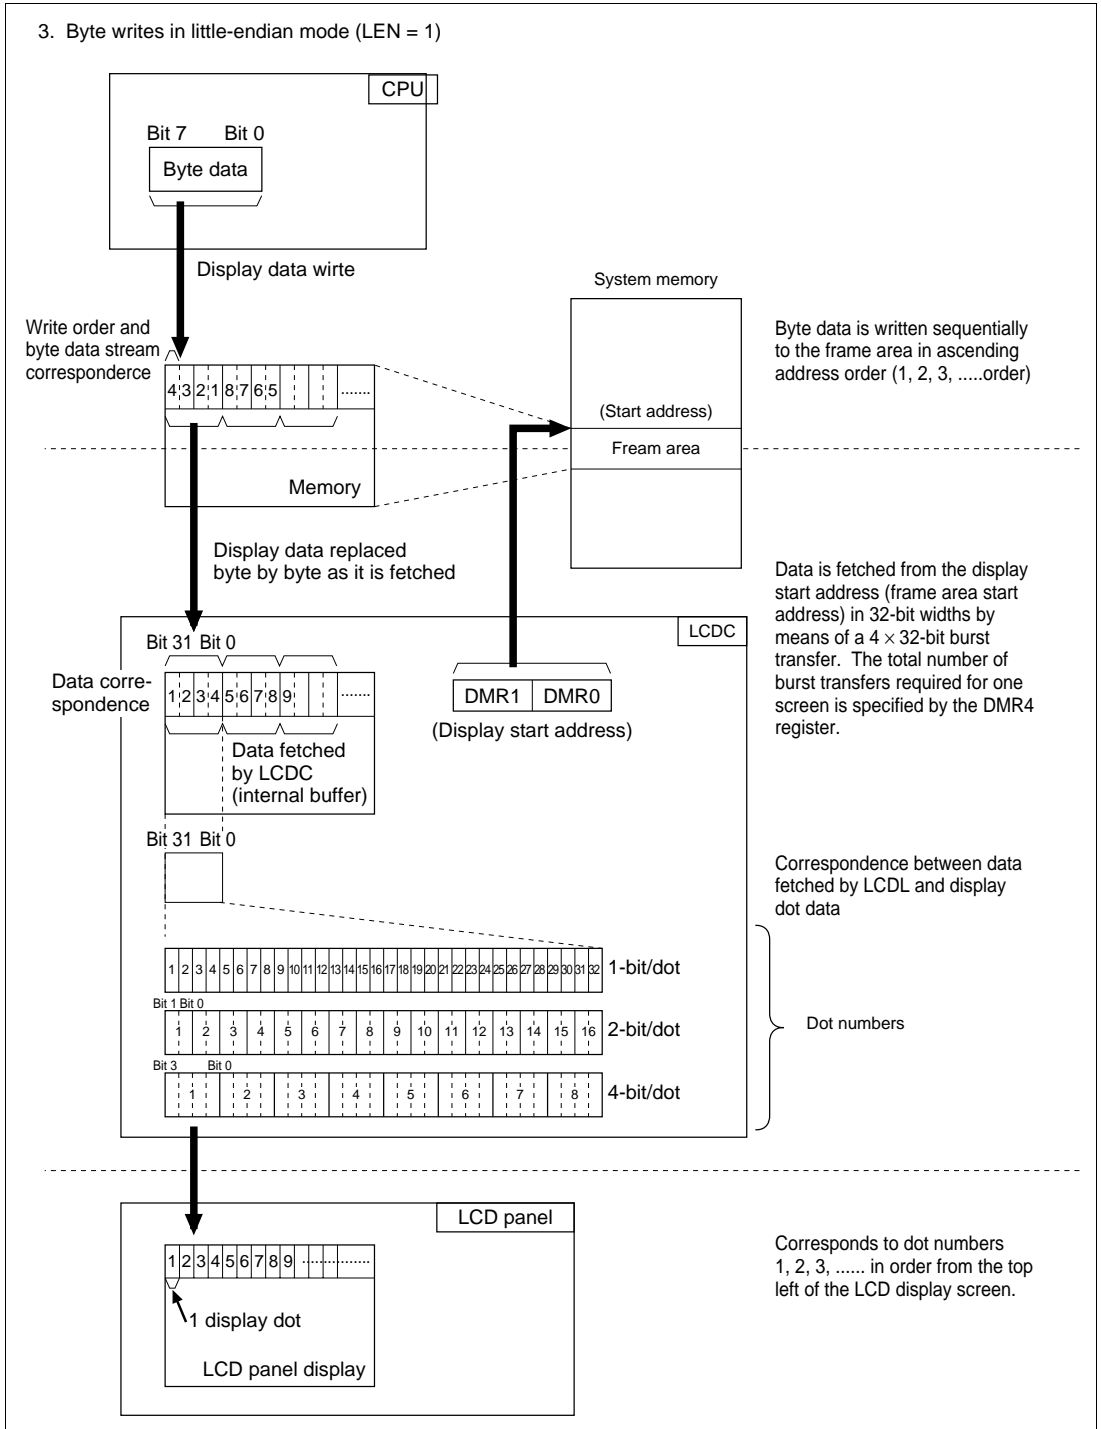 3. Byte writes in little-endian mode (LEN = 1)
CPU
Bit 7 Bit 0
Byte data
Display data wirte
System memory
Write order and
byte data stream
corresponderce
4 3 2 1 8 7 6 5 .......
Memory
(Start address)
Fream area
Byte data is written sequentially
to the frame area in ascending
address order (1, 2, 3, .....order)
Display data replaced
byte by byte as it is fetched
Data is fetched from the display
start address (frame area start
address) in 32-bit widths by
means of a 4 × 32-bit burst
transfer. The total number of
burst transfers required for one
screen is specified by the DMR4
register.
LCDC
Bit 31 Bit 0
Data corre-
spondence
1 2 3 4 5 6 7 8 9 .......
DMR1 DMR0
(Display start address)
Data fetched
by LCDC
(internal buffer)
Bit 31 Bit 0
Correspondence between data
fetched by LCDL and display
dot data
1 2 3 4 5 6 7 8 9 10 11 12 13 14 15 16 17 18 19 20 21 22 23 24 25 26 27 28 29 30 31 32 1-bit/dot
Bit 1 Bit 0
1 2 3 4 5 6 7 8 9 10 11 12 13 14 15 16 2-bit/dot
Dot numbers
Bit 3 Bit 0
1 2 3 4 5 6 7 8 4-bit/dot
LCD panel
1 2 3 4 5 6 7 8 9 ................
1 display dot
LCD panel display
Corresponds to dot numbers
1, 2, 3, ...... in order from the top
left of the LCD display screen.